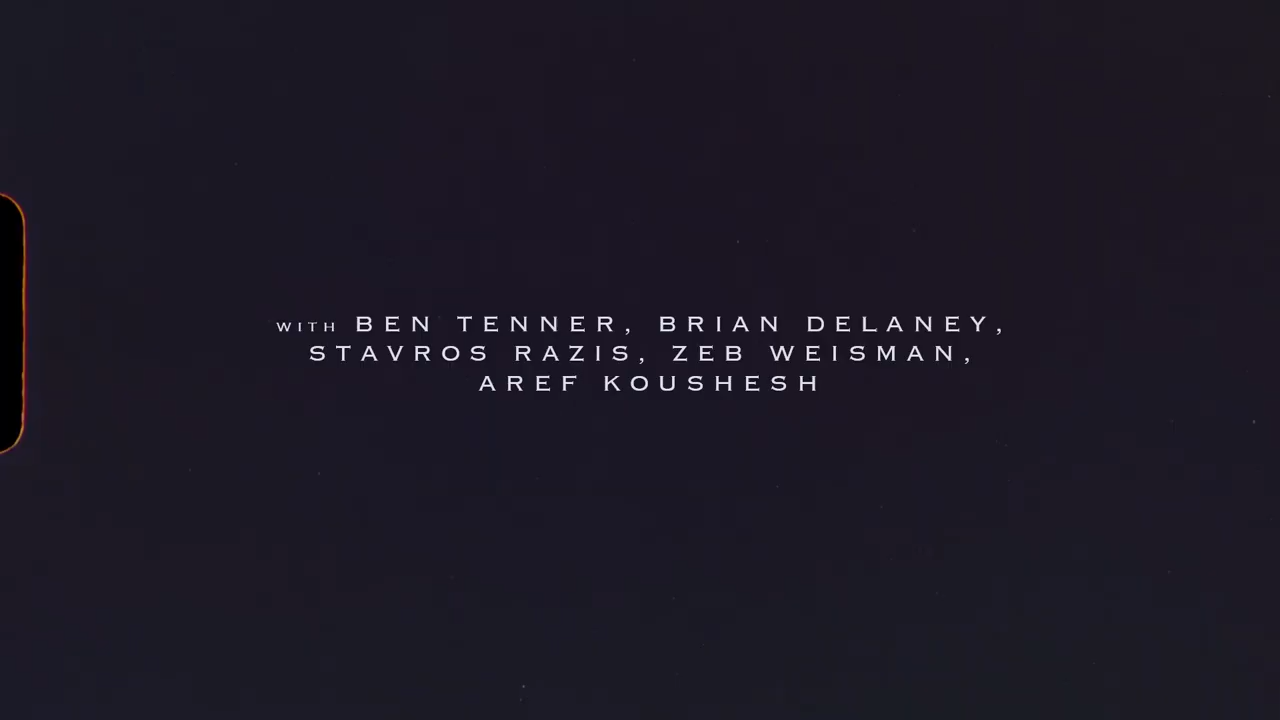 WITH BEN TENNER, BRIAN DELANEY,
STAVROS RAZIS, ZEB WEISMAN,
AREF KOUSHESH